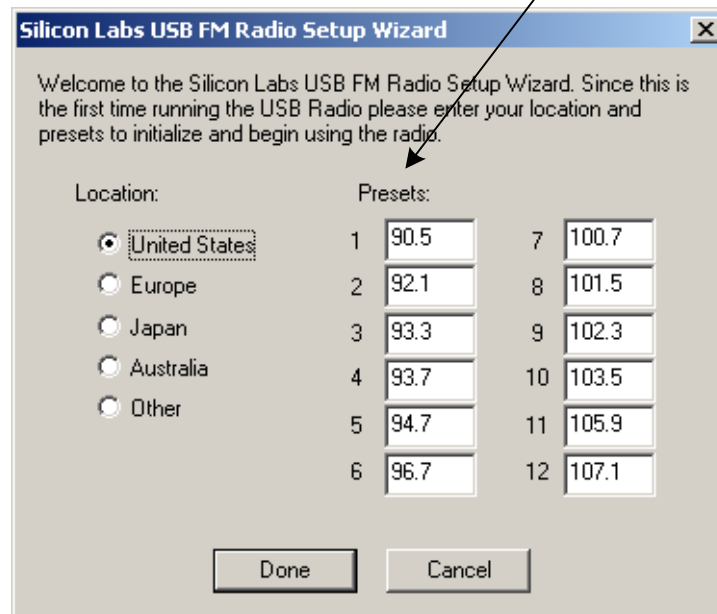 Silicon Labs USB FM Radio Setup Wizard
Welcome to the Silicon Labs USB FM Radio Setup Wizard. Since this is
the first time running the USB Radio please enter your location and
presets to initialize and begin using the radio.
Location:
United States
Europe
Japan
Australia
Other
Presets:
1 90.5 7 100.7
2 92.1 8 101.5
3 93.3 9 102.3
4 93.7 10 103.5
5 94.7 11 105.9
6 96.7 12 107.1
Done Cancel